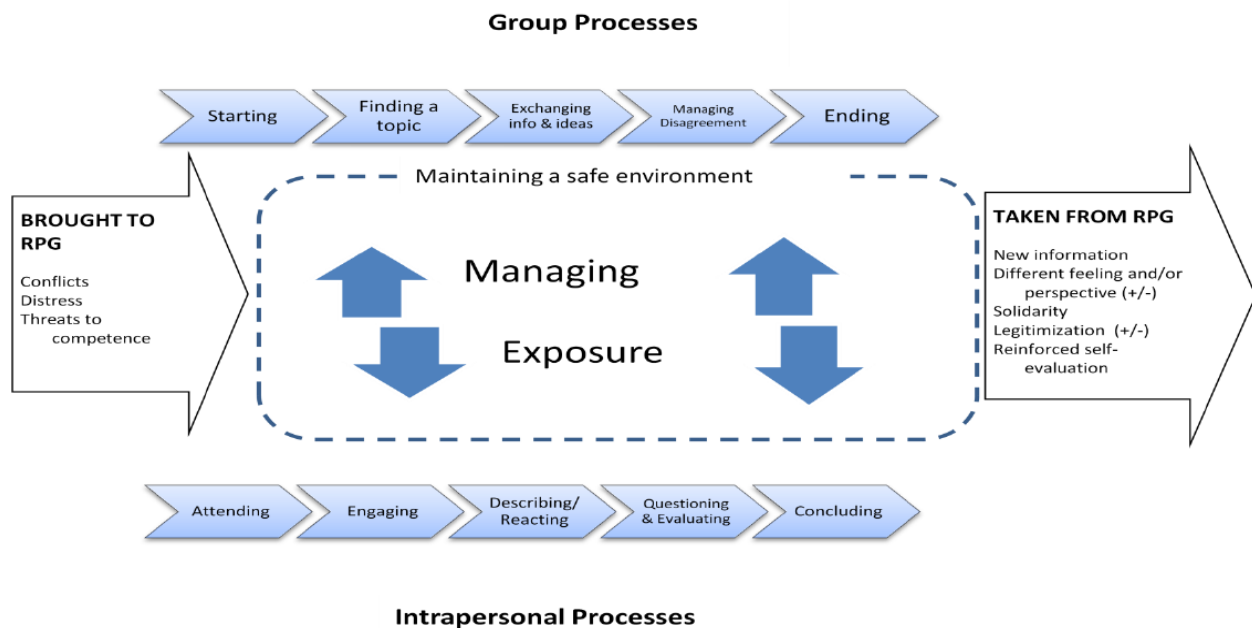 Group Processes
Starting
Finding a
topic
Exchanging
info & ideas
Managing
Disagreement
Ending
Maintaining a safe environment
BROUGHT TO
RPG
Conflicts
Distress
Threats to
competence
Managing
Exposure
TAKEN FROM RPG
New information
Different feeling and/or
perspective (+/-)
Solidarity
Legitimization (+/-)
Reinforced self-
evaluation
Attending
Engaging
Describing/
Reacting
Questioning
& Evaluating
Concluding
Intrapersonal Processes